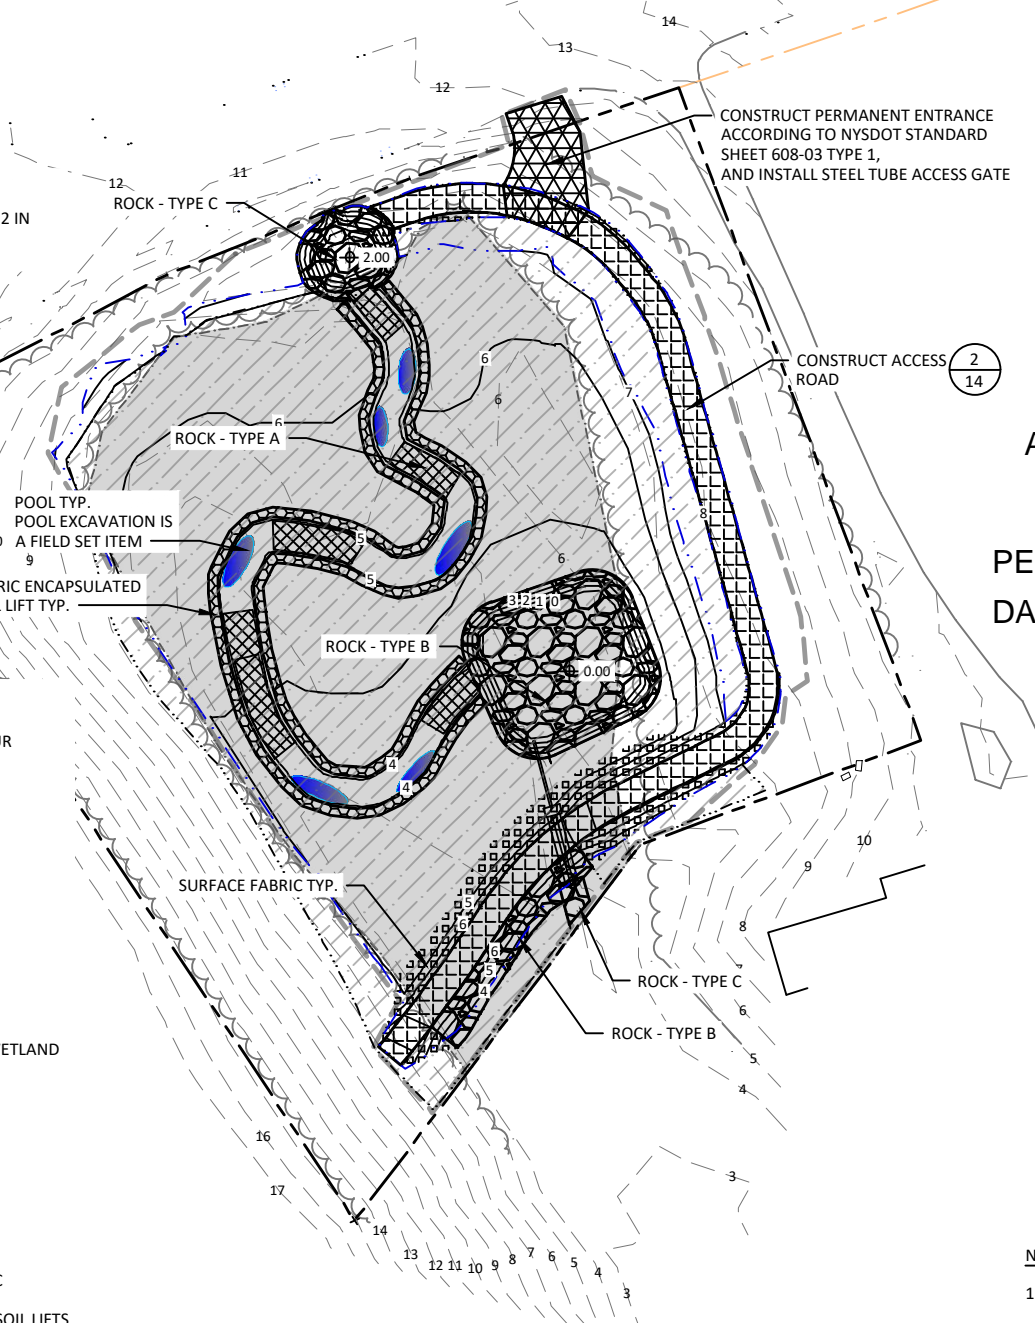 14
13
12
CONSTRUCT PERMANENT ENTRANCE
ACCORDING TO NYSDOT STANDARD
SHEET 608-03 TYPE 1,
AND INSTALL STEEL TUBE ACCESS GATE
11
12
ROCK - TYPE C
2 IN
2.00
6
CONSTRUCT ACCESS
ROAD
2
14
7
6
6
ROCK - TYPE A
A
POOL TYP.
POOL EXCAVATION IS
A FIELD SET ITEM
8
5
9
6
PE
5
RIC ENCAPSULATED
LIFT TYP.
3 2 1 0
DA
ROCK - TYPE B
0.00
UR
4
4
10
9
SURFACE FABRIC TYP.
5
6
8
6
5
4
ROCK - TYPE C
6
ROCK - TYPE B
ETLAND
5
4
16
3
17
14
13
12 11 10 9 8 7 6 5 4 3
N
1
C
SOIL LIFTS